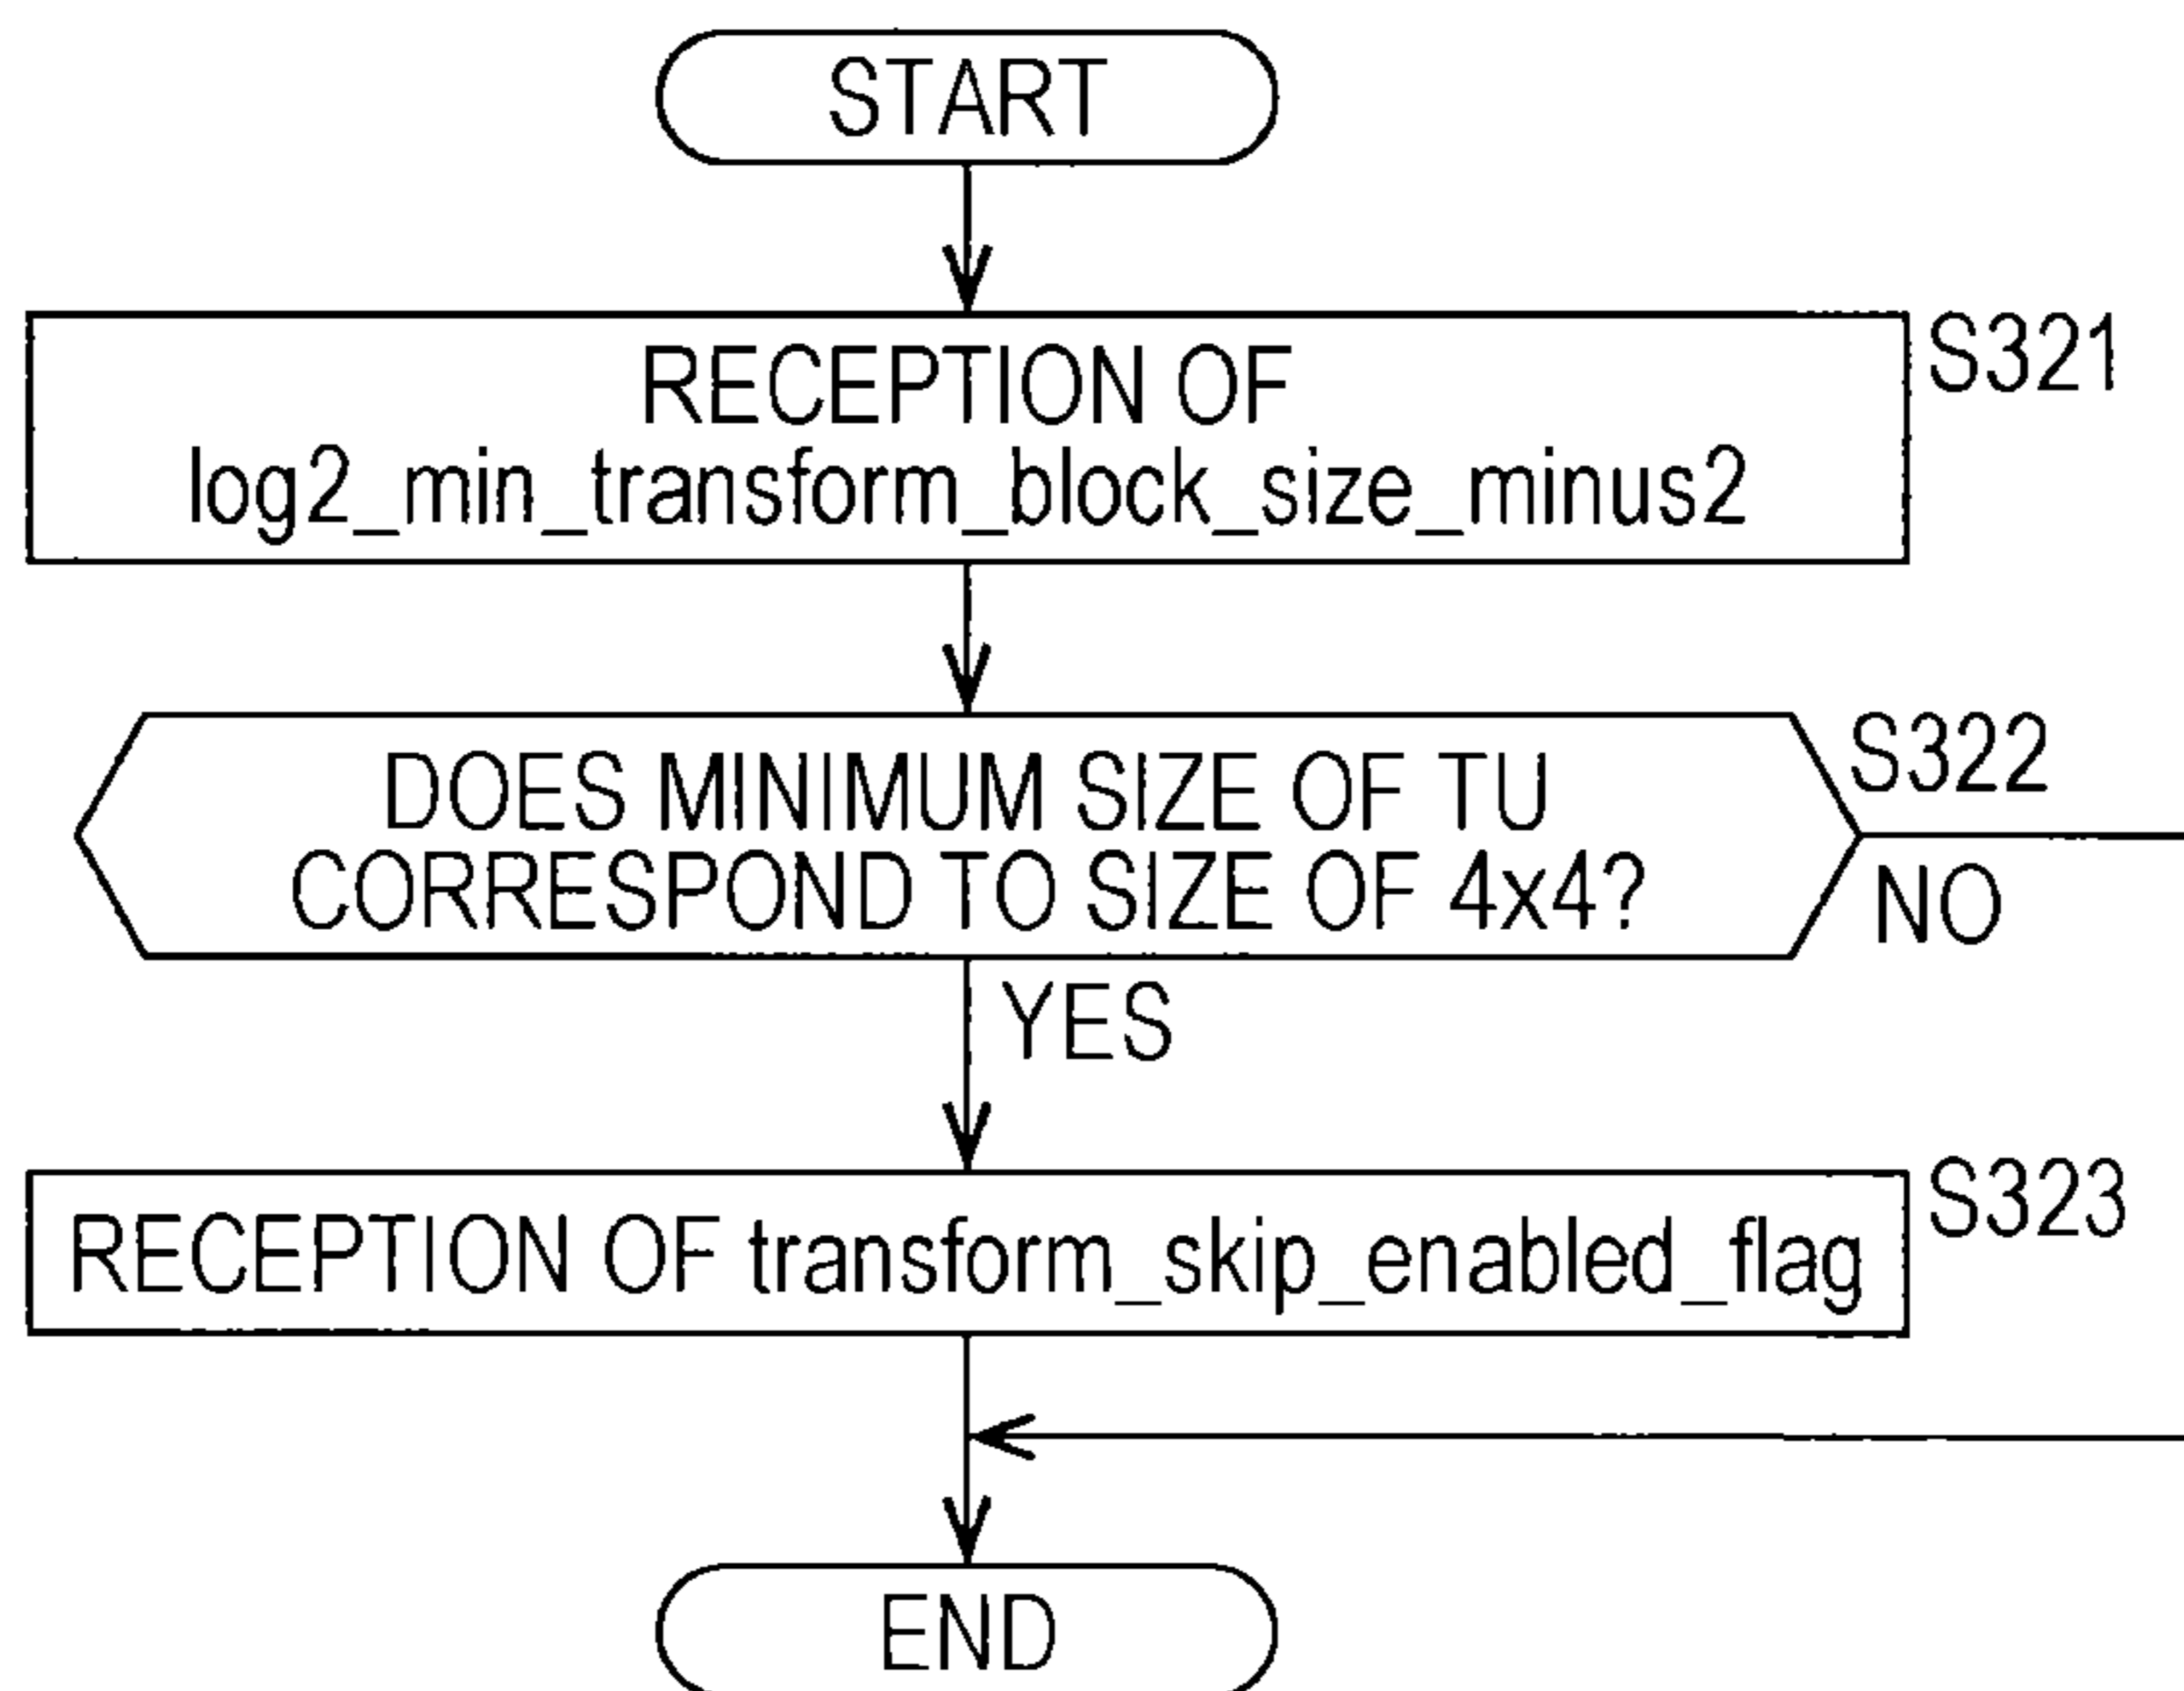 START
RECEPTION OF
log2_min_transform_block_size_minus2
S321
DOES MINIMUM SIZE OF TU
CORRESPOND TO SIZE OF 4x4?
S322
NO
YES
RECEPTION OF transform_skip_enabled_flag
S323
END